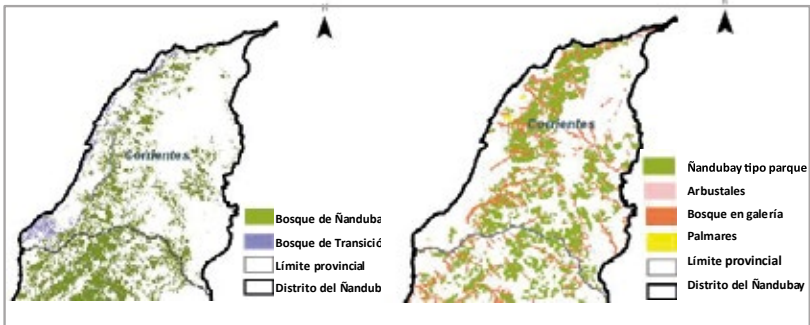 Corrientes
Bosque de Ñanduba
Bosque de Transició
Límite provincial
Distrito del Ñandub
Corrientes
Ñandubay tipo parque
Arbustales
Bosque en galería
Palmares
Límite provincial
Distrito del Ñandubay